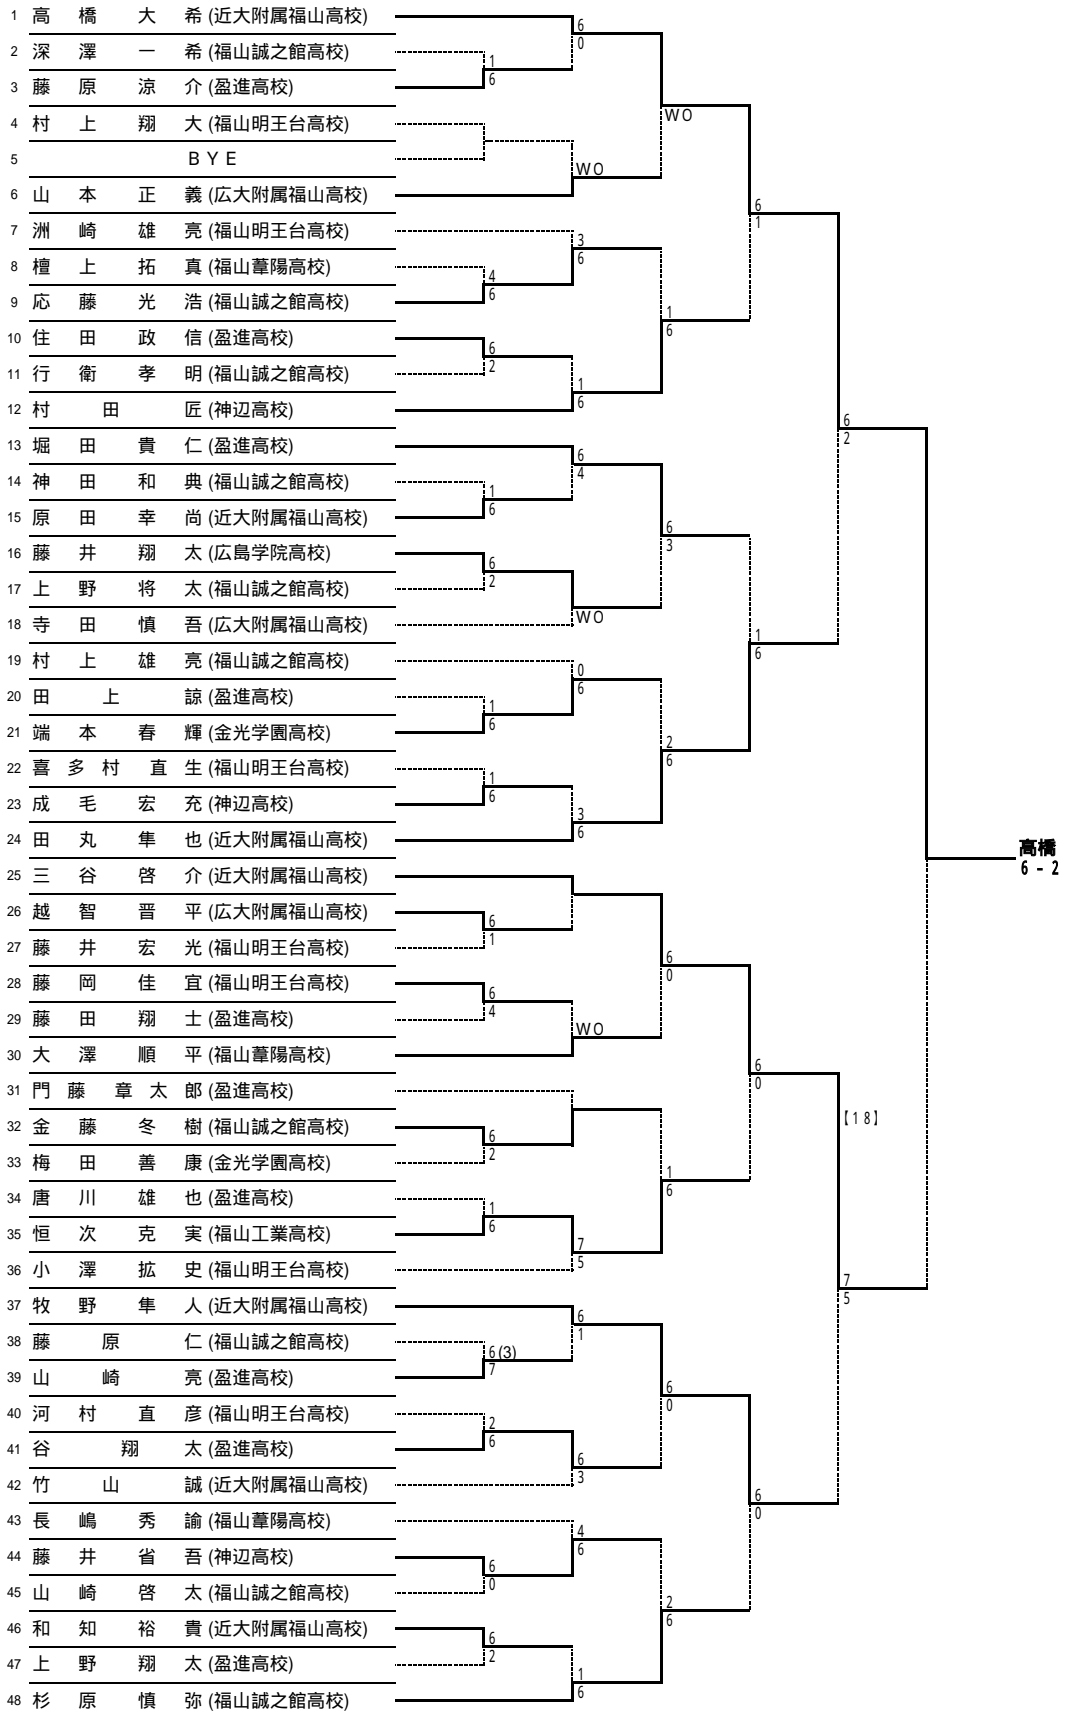 1 高橋大希 (近大附属福山高校)
6
0
2 深澤一希 (福山誠之館高校)
1
6
3 藤原涼介 (盈進高校)
WO
4 村上翔大 (福山明王台高校)
5 BYE
WO
6 山本正義 (広大附属福山高校)
6
1
7 洲崎雄亮 (福山明王台高校)
3
6
8 檀上拓真 (福山葦陽高校)
4
6
9 応藤光浩 (福山誠之館高校)
1
6
10 住田政信 (盈進高校)
6
2
11 行衛孝明 (福山誠之館高校)
1
6
12 村田匠 (神辺高校)
6
2
13 堀田貴仁 (盈進高校)
6
4
14 神田和典 (福山誠之館高校)
1
6
15 原田幸尚 (近大附属福山高校)
6
3
16 藤井翔太 (広島学院高校)
6
2
17 上野将太 (福山誠之館高校)
WO
18 寺田慎吾 (広大附属福山高校)
1
6
19 村上雄亮 (福山誠之館高校)
0
6
20 田上諒 (盈進高校)
1
6
21 端本春輝 (金光学園高校)
2
6
22 喜多村直生 (福山明王台高校)
1
6
23 成毛宏充 (神辺高校)
3
6
24 田丸隼也 (近大附属福山高校)
高橋
6 - 2
25 三谷啓介 (近大附属福山高校)
26 越智晋平 (広大附属福山高校)
6
1
27 藤井宏光 (福山明王台高校)
6
0
28 藤岡佳宜 (福山明王台高校)
6
4
29 藤田翔士 (盈進高校)
WO
30 大澤順平 (福山葦陽高校)
6
0
31 門藤章太郎 (盈進高校)
【18】
32 金藤冬樹 (福山誠之館高校)
6
2
33 梅田善康 (金光学園高校)
1
6
34 唐川雄也 (盈進高校)
1
6
35 恒次克実 (福山工業高校)
7
5
36 小澤拡史 (福山明王台高校)
7
5
37 牧野隼人 (近大附属福山高校)
6
1
38 藤原仁 (福山誠之館高校)
6(3)
7
39 山崎亮 (盈進高校)
6
0
40 河村直彦 (福山明王台高校)
2
6
41 谷翔太 (盈進高校)
6
3
42 竹山誠 (近大附属福山高校)
6
0
43 長嶋秀諭 (福山葦陽高校)
4
6
44 藤井省吾 (神辺高校)
6
0
45 山崎啓太 (福山誠之館高校)
2
6
46 和知裕貴 (近大附属福山高校)
6
2
47 上野翔太 (盈進高校)
1
6
48 杉原慎弥 (福山誠之館高校)